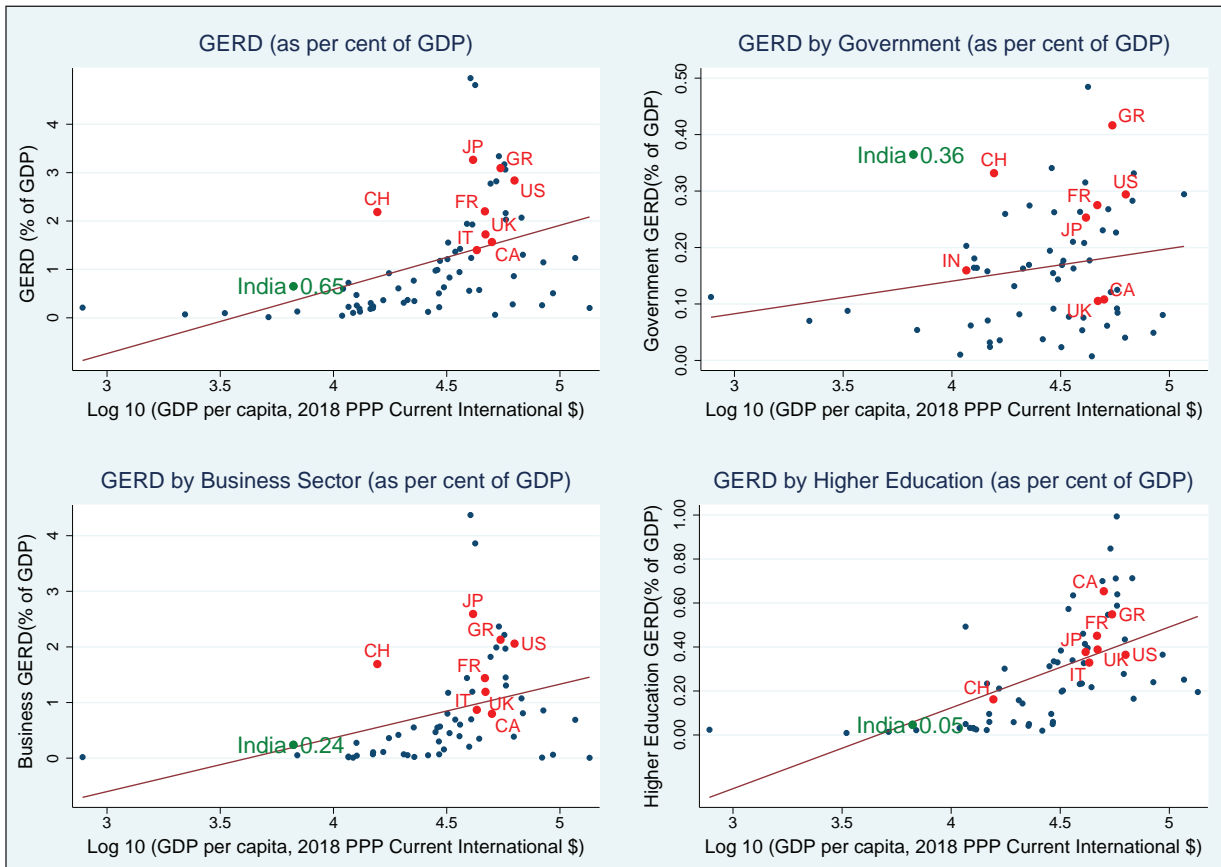 GERD (as per cent of GDP)
GERD (% of GDP)
4
3
2
1
0
JP
GR
US
CH
FR
UK
IT
CA
India 0.65
3
3.5
4
4.5
5
Log 10 (GDP per capita, 2018 PPP Current International $)
GERD by Government (as per cent of GDP)
Government GERD(% of GDP)
0.50
0.40
0.30
0.20
0.10
0.00
GR
India 0.36
CH
US
FR
JP
IN
CA
UK
3
3.5
4
4.5
5
Log 10 (GDP per capita, 2018 PPP Current International $)
GERD by Business Sector (as per cent of GDP)
Business GERD(% of GDP)
4
3
2
1
0
JP
GR
US
CH
FR
IT
UK
CA
India 0.24
3
3.5
4
4.5
5
Log 10 (GDP per capita, 2018 PPP Current International $)
GERD by Higher Education (as per cent of GDP)
Higher Education GERD(% of GDP)
1.00
0.80
0.60
0.40
0.20
0.00
CA
GR
FR
JP
UK
US
IT
CH
India 0.05
3
3.5
4
4.5
5
Log 10 (GDP per capita, 2018 PPP Current International $)